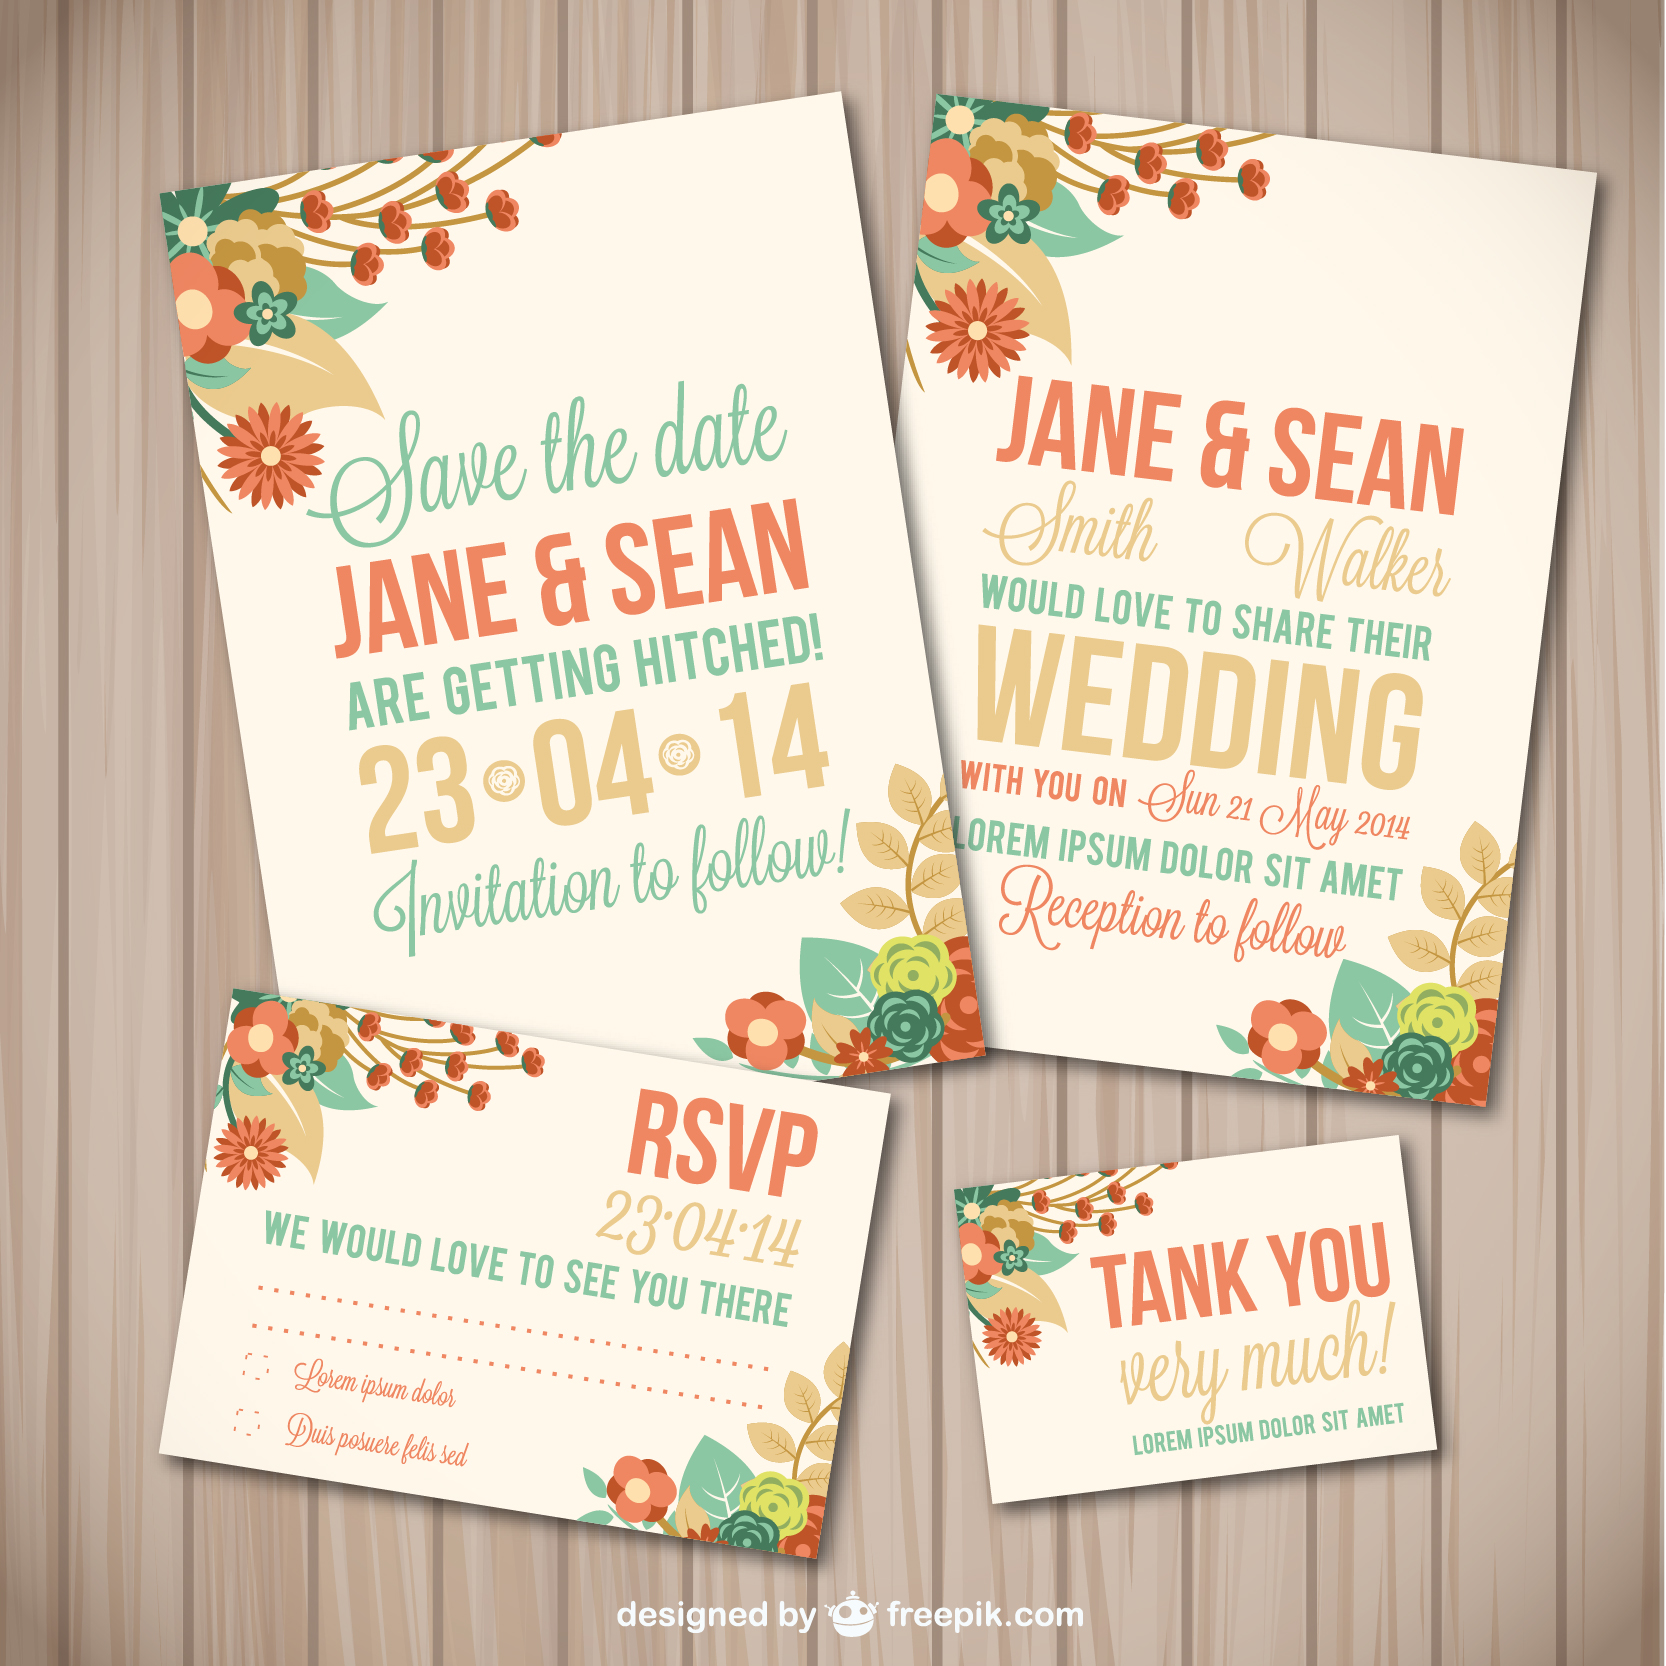 Save the date
JANE & SEAN
ARE GETTING HITCHED!
23 04 14
Invitation to follow!
JANE & SEAN
Smith Walker
WOULD LOVE TO SHARE THEIR
WEDDING
WITH YOU ON Sun 21 May 2014
LOREM IPSUM DOLOR SIT AMET
Reception to follow
RSVP
23:04:14
WE WOULD LOVE TO SEE YOU THERE
Lorem ipsum dolor
Duis posuere felis sed
TANK YOU
very much!
LOREM IPSUM DOLOR SIT AMET
designed by freepik.com